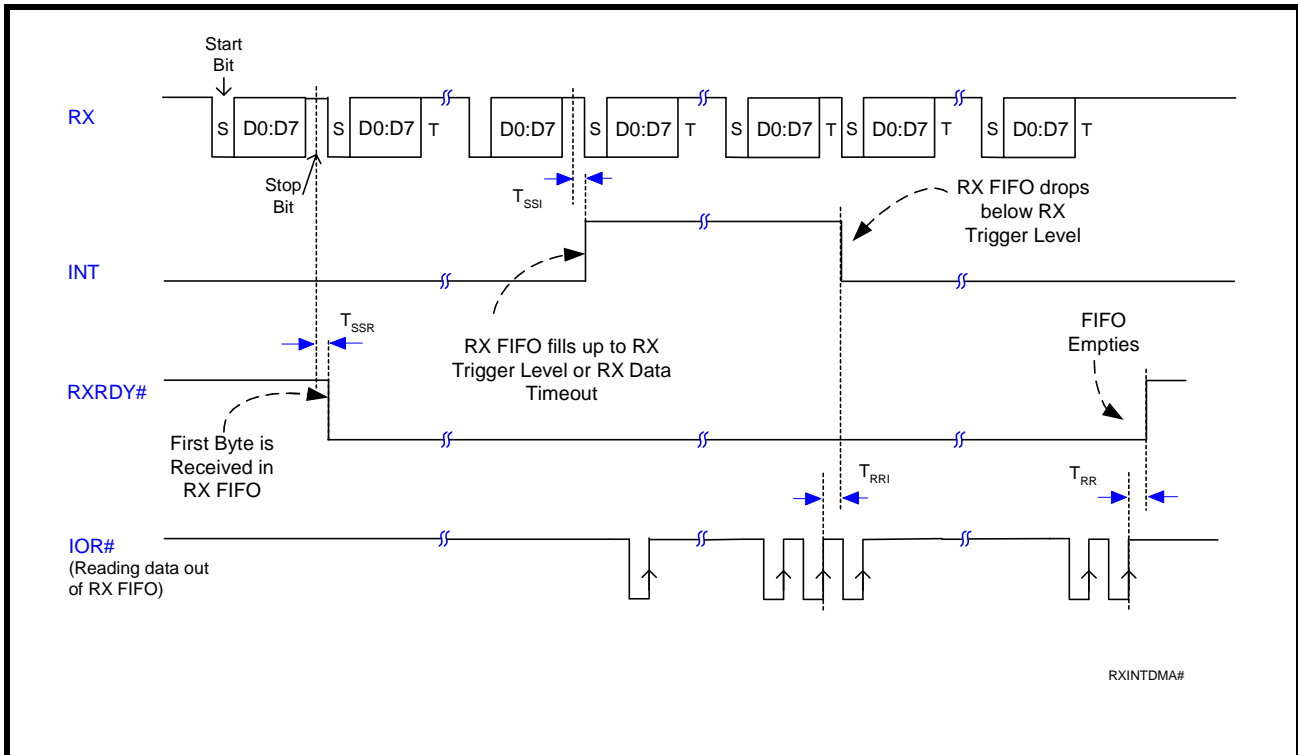 Start
Bit
RX
S D0:D7 S D0:D7 T D0:D7 S D0:D7 T S D0:D7 T S D0:D7 T S D0:D7 T
Stop
Bit
TSSI
RX FIFO drops
below RX
Trigger Level
INT
TSSR
RX FIFO fills up to RX
Trigger Level or RX Data
Timeout
FIFO
Empties
RXRDY#
First Byte is
Received in
RX FIFO
TRRI
TRR
IOR#
(Reading data out
of RX FIFO)
RXINTDMA#